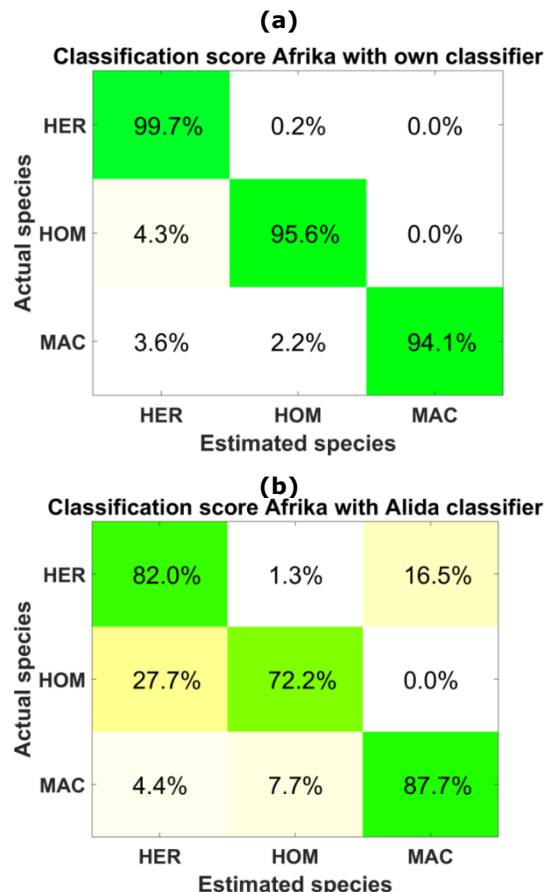 (a)
Classification score Afrika with own classifier
HER 99.7% 0.2% 0.0%
HOM 4.3% 95.6% 0.0%
MAC 3.6% 2.2% 94.1%
Actual species
HER HOM MAC
Estimated species
(b)
Classification score Afrika with Alida classifier
HER 82.0% 1.3% 16.5%
HOM 27.7% 72.2% 0.0%
MAC 4.4% 7.7% 87.7%
Actual species
HER HOM MAC
Estimated species